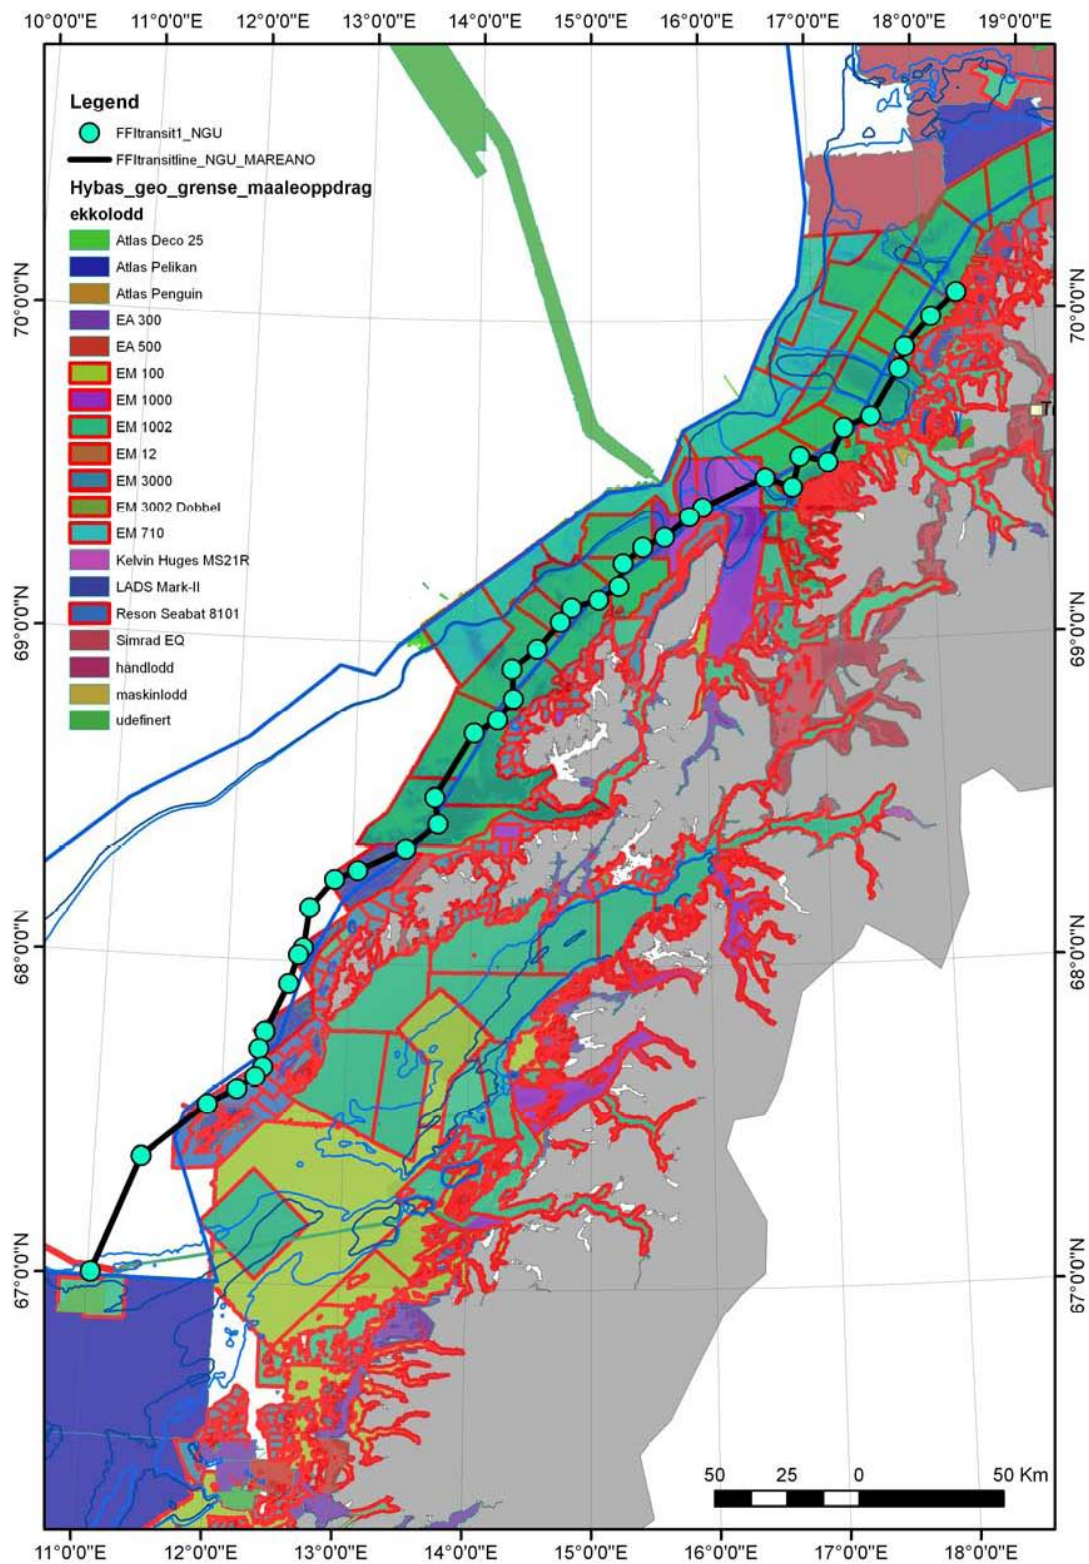 10°0'0"E 11°0'0"E 12°0'0"E 13°0'0"E 14°0'0"E 15°0'0"E 16°0'0"E 17°0'0"E 18°0'0"E 19°0'0"E
Legend
FFItransit1_NGU
FFItransitline_NGU_MAREANO
Hybas_geo_grense_maaleoppdrag
ekkolodd
Atlas Deco 25
Atlas Pelikan
Atlas Penguin
EA 300
EA 500
EM 100
EM 1000
EM 1002
EM 12
EM 3000
EM 3002 Dobbel
EM 710
Kelvin Huges MS21R
LADS Mark-II
Reson Seabat 8101
Simrad EQ
handlodd
maskinlodd
udefinert
70°0'0"N 70°0'0"N
69°0'0"N 69°0'0"N
68°0'0"N 68°0'0"N
67°0'0"N 67°0'0"N
50 25 0 50 Km
11°0'0"E 12°0'0"E 13°0'0"E 14°0'0"E 15°0'0"E 16°0'0"E 17°0'0"E 18°0'0"E